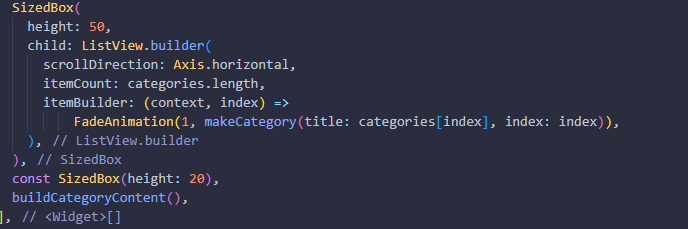 SizedBox(
height: 50,
child: ListView.builder(
scrollDirection: Axis.horizontal,
itemCount: categories.length,
itemBuilder: (context, index) =>
FadeAnimation(1, makeCategory(title: categories[index], index: index)),
), // ListView.builder
), // SizedBox
const SizedBox(height: 20),
buildCategoryContent(),
], // <Widget>[]